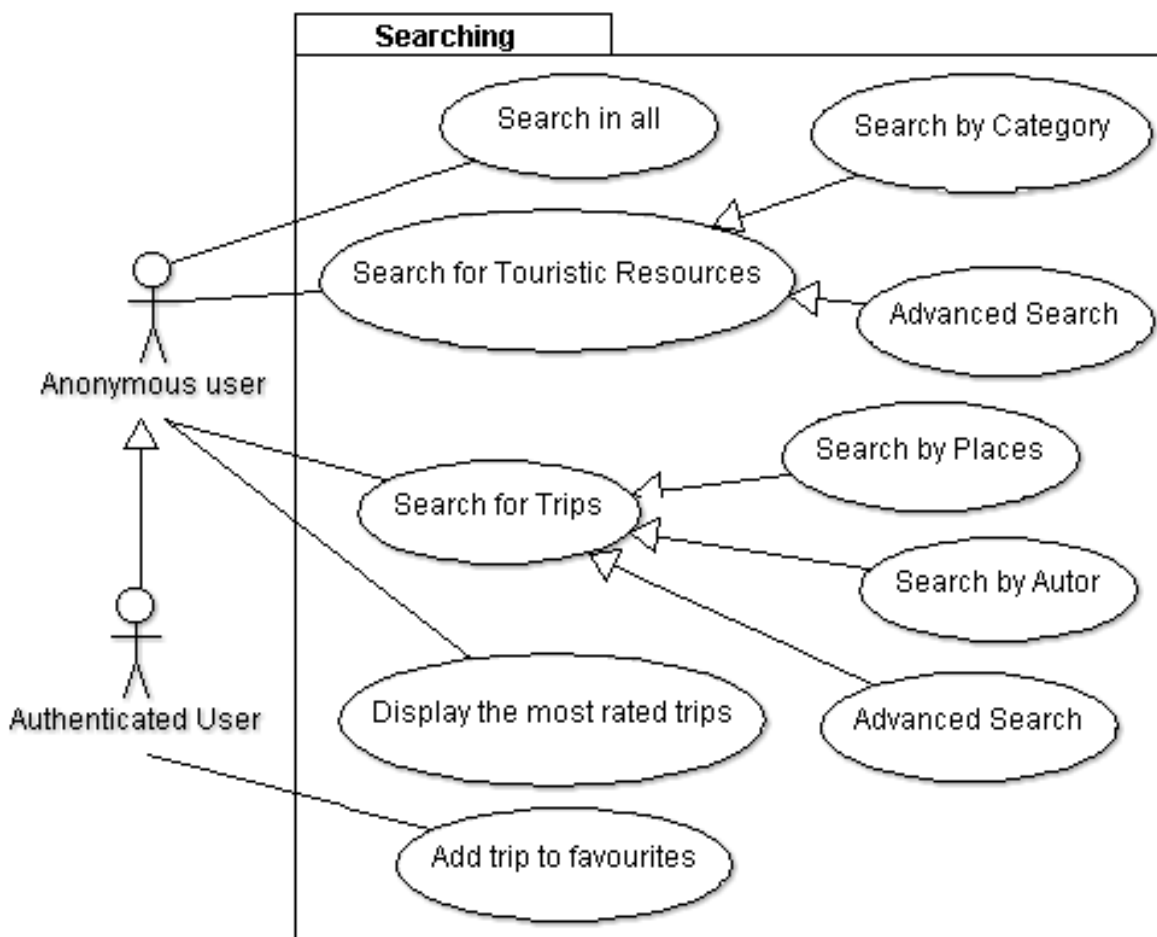 Searching
Search in all
Search by Category
Search for Touristic Resources
Advanced Search
Anonymous user
Search by Places
Search for Trips
Search by Autor
Authenticated User
Display the most rated trips
Advanced Search
Add trip to favourites